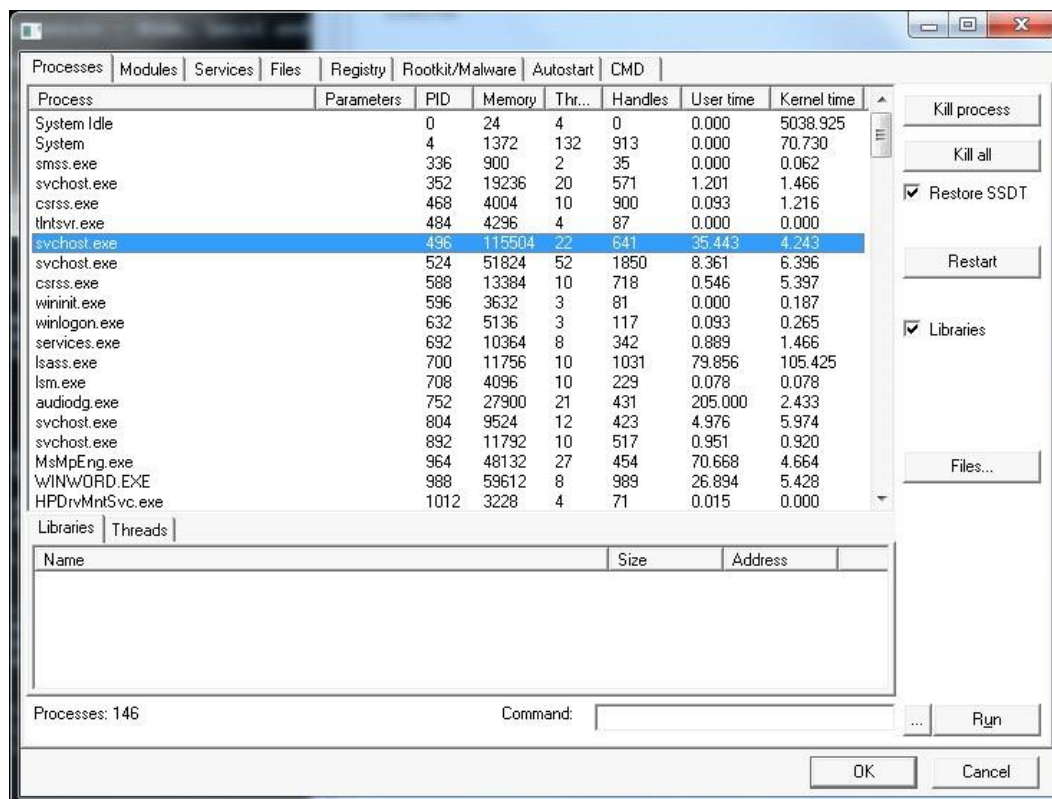 Processes Modules Services Files Registry Rootkit/Malware Autostart CMD
Process Parameters PID Memory Thr... Handles User time Kernel time
System Idle 0 24 4 0 0.000 5038.925
System 4 1372 132 913 0.000 70.730
smss.exe 336 900 2 35 0.000 0.062
svchost.exe 352 19236 20 571 1.201 1.466
csrss.exe 468 4004 10 900 0.093 1.216
tlntsvr.exe 484 4296 4 87 0.000 0.000
svchost.exe 496 115504 22 641 35.443 4.243
svchost.exe 524 51824 52 1850 8.361 6.396
csrss.exe 588 13384 10 718 0.546 5.397
wininit.exe 596 3632 3 81 0.000 0.187
winlogon.exe 632 5136 3 117 0.093 0.265
services.exe 692 10364 8 342 0.889 1.466
lsass.exe 700 11756 10 1031 79.856 105.425
lsm.exe 708 4096 10 229 0.078 0.078
audiodg.exe 752 27900 21 431 205.000 2.433
svchost.exe 804 9524 12 423 4.976 5.974
svchost.exe 892 11792 10 517 0.951 0.920
MsMpEng.exe 964 48132 27 454 70.668 4.664
WINWORD.EXE 988 59612 8 989 26.894 5.428
HPDrvMntSvc.exe 1012 3228 4 71 0.015 0.000
Kill process
Kill all
Restore SSDT
Restart
Libraries
Files...
Libraries Threads
Name Size Address
Processes: 146 Command: ... Run
OK Cancel